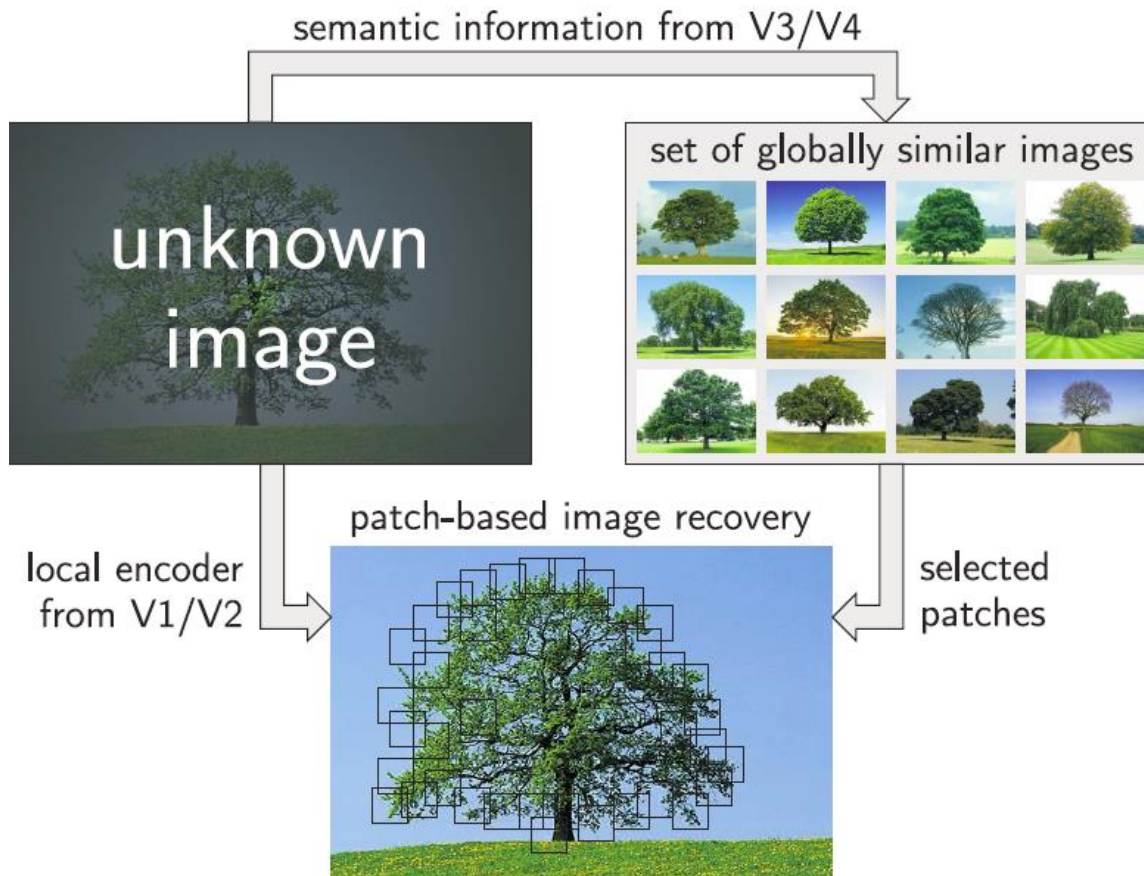 semantic information from V3/V4
unknown
image
set of globally similar images
patch-based image recovery
local encoder
from V1/V2
selected
patches